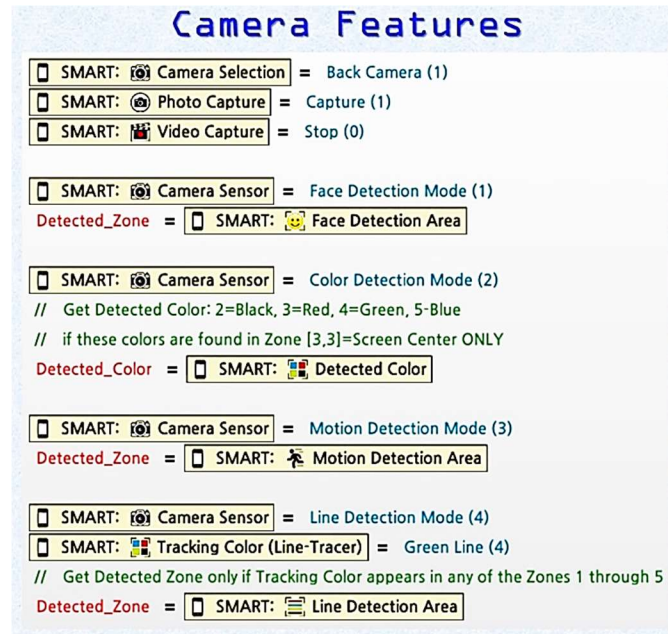 Camera Features
SMART: Camera Selection = Back Camera (1)
SMART: Photo Capture = Capture (1)
SMART: Video Capture = Stop (0)
SMART: Camera Sensor = Face Detection Mode (1)
Detected_Zone = SMART: Face Detection Area
SMART: Camera Sensor = Color Detection Mode (2)
// Get Detected Color: 2=Black, 3=Red, 4=Green, 5-Blue
// if these colors are found in Zone [3,3]=Screen Center ONLY
Detected_Color = SMART: Detected Color
SMART: Camera Sensor = Motion Detection Mode (3)
Detected_Zone = SMART: Motion Detection Area
SMART: Camera Sensor = Line Detection Mode (4)
SMART: Tracking Color (Line-Tracer) = Green Line (4)
// Get Detected Zone only if Tracking Color appears in any of the Zones 1 through 5
Detected_Zone = SMART: Line Detection Area